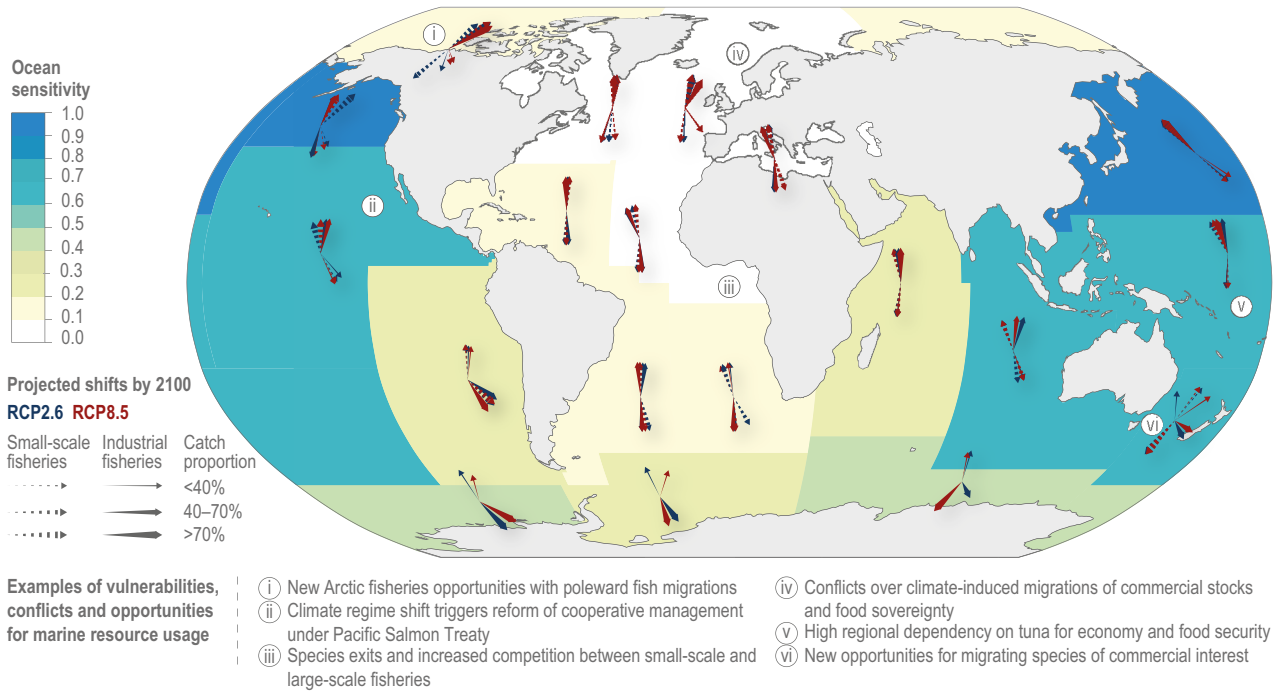 Ocean
sensitivity
1.0
0.9
0.8
0.7
0.6
0.5
0.4
0.3
0.2
0.1
0.0
Projected shifts by 2100
RCP2.6 RCP8.5
Small-scale fisheries
Industrial fisheries
Catch proportion
<40%
40–70%
>70%
i
iv
ii
iii
v
vi
Examples of vulnerabilities,
conflicts and opportunities
for marine resource usage
i New Arctic fisheries opportunities with poleward fish migrations
ii Climate regime shift triggers reform of cooperative management
under Pacific Salmon Treaty
iii Species exits and increased competition between small-scale and
large-scale fisheries
iv Conflicts over climate-induced migrations of commercial stocks
and food sovereignty
v High regional dependency on tuna for economy and food security
vi New opportunities for migrating species of commercial interest